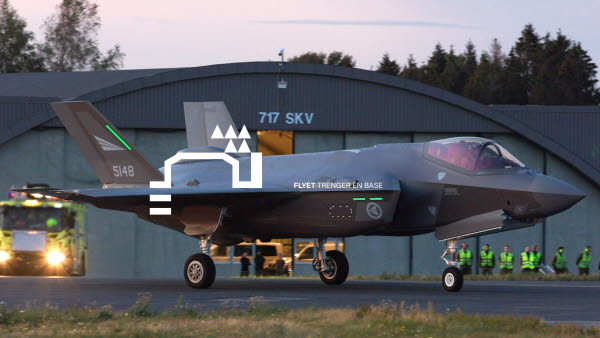 717 SKV
5148
FLYET TRENGER EN BASE